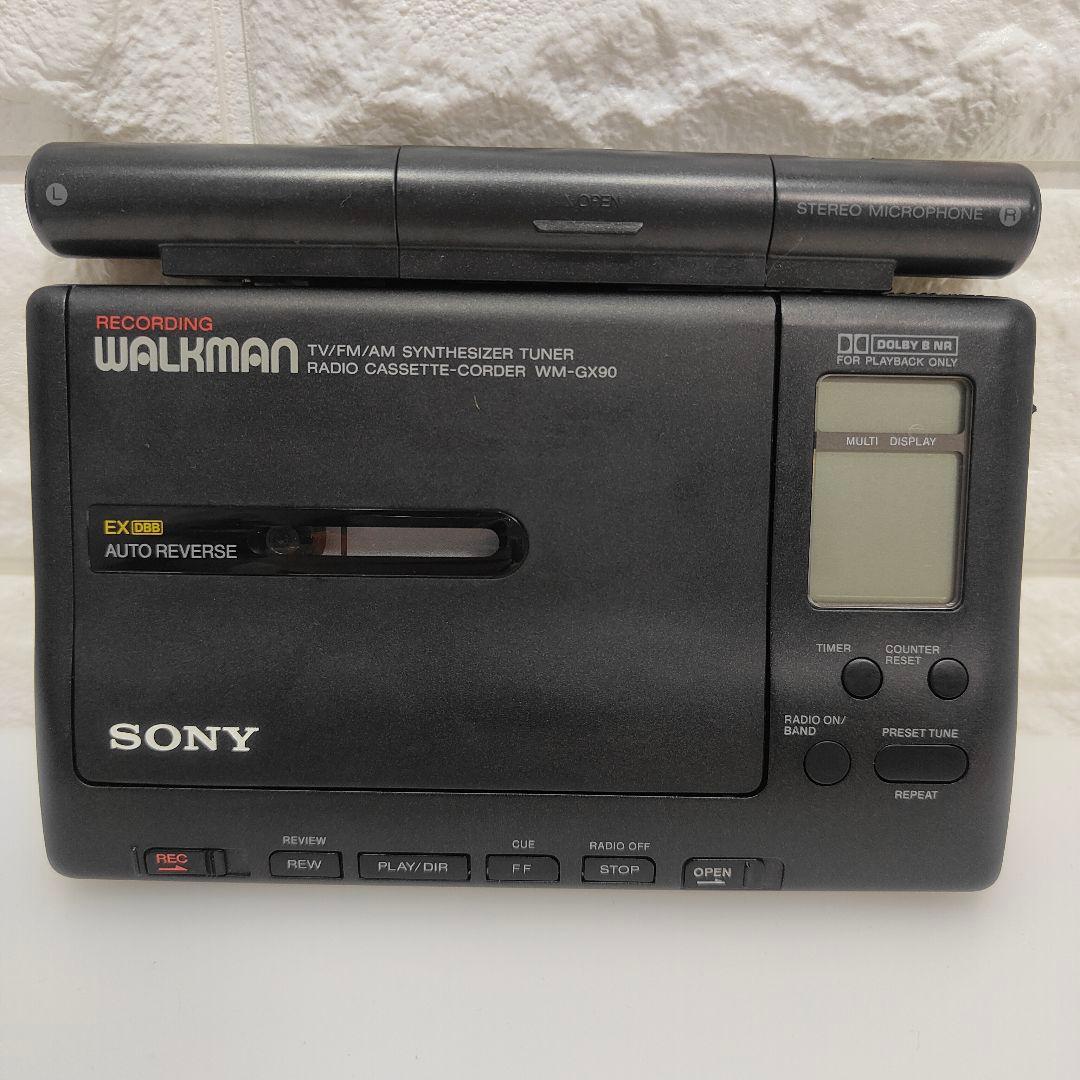 L
OPEN
STEREO MICROPHONE R
RECORDING
WALKMAN
TV/FM/AM SYNTHESIZER TUNER
RADIO CASSETTE-CORDER WM-GX90
DOLBY B NR
FOR PLAYBACK ONLY
MULTI DISPLAY
EX DBB
AUTO REVERSE
TIMER
COUNTER
RESET
RADIO ON/
BAND
PRESET TUNE
REPEAT
SONY
REC
REVIEW
REW
PLAY/DIR
CUE
FF
RADIO OFF
STOP
OPEN